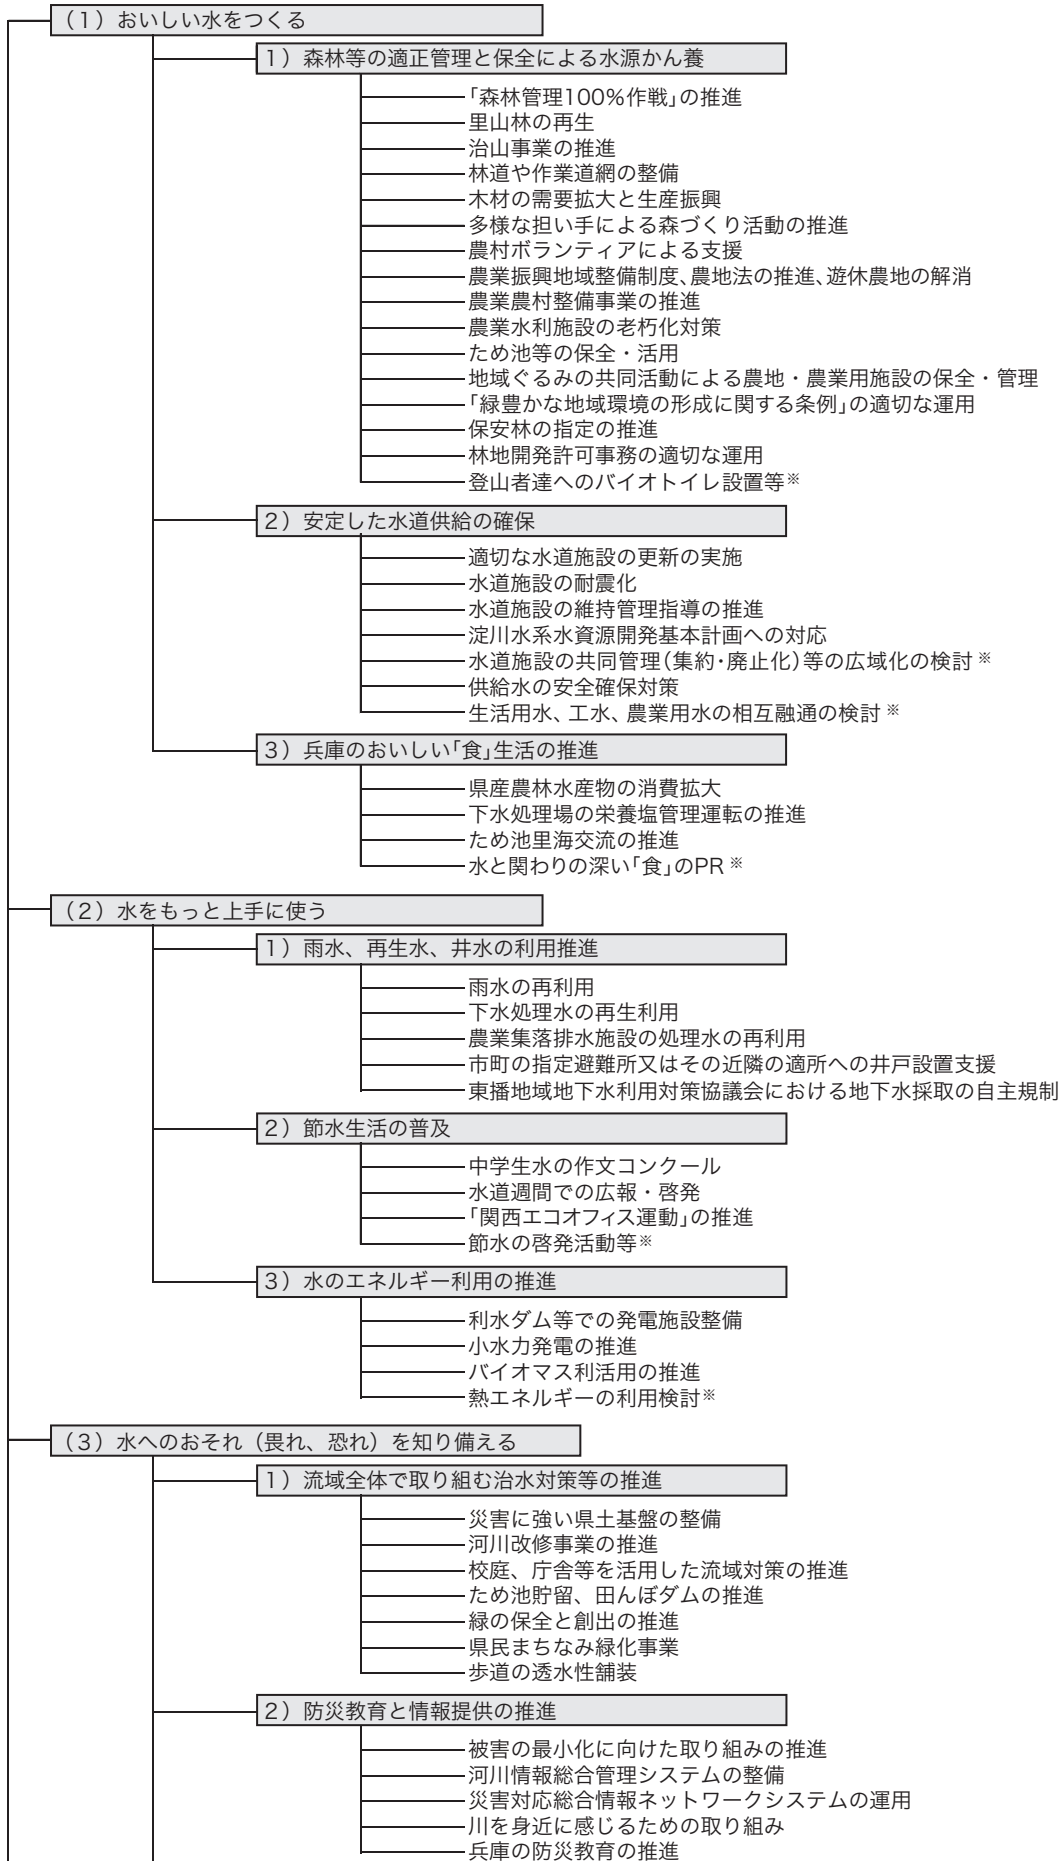 （１）おいしい水をつくる
１）森林等の適正管理と保全による水源かん養
「森林管理100％作戦」の推進
里山林の再生
治山事業の推進
林道や作業道網の整備
木材の需要拡大と生産振興
多様な担い手による森づくり活動の推進
農村ボランティアによる支援
農業振興地域整備制度、農地法の推進、遊休農地の解消
農業農村整備事業の推進
農業水利施設の老朽化対策
ため池等の保全・活用
地域ぐるみの共同活動による農地・農業用施設の保全・管理
「緑豊かな地域環境の形成に関する条例」の適切な運用
保安林の指定の推進
林地開発許可事務の適切な運用
登山者達へのバイオトイレ設置等※
２）安定した水道供給の確保
適切な水道施設の更新の実施
水道施設の耐震化
水道施設の維持管理指導の推進
淀川水系水資源開発基本計画への対応
水道施設の共同管理（集約・廃止化）等の広域化の検討※
供給水の安全確保対策
生活用水、工水、農業用水の相互融通の検討※
３）兵庫のおいしい「食」生活の推進
県産農林水産物の消費拡大
下水処理場の栄養塩管理運転の推進
ため池里海交流の推進
水と関わりの深い「食」のPR※
（２）水をもっと上手に使う
１）雨水、再生水、井水の利用推進
雨水の再利用
下水処理水の再生利用
農業集落排水施設の処理水の再利用
市町の指定避難所又はその近隣の適所への井戸設置支援
東播地域地下水利用対策協議会における地下水採取の自主規制
２）節水生活の普及
中学生水の作文コンクール
水道週間での広報・啓発
「関西エコオフィス運動」の推進
節水の啓発活動等※
３）水のエネルギー利用の推進
利水ダム等での発電施設整備
小水力発電の推進
バイオマス利活用の推進
熱エネルギーの利用検討※
（３）水へのおそれ（畏れ、恐れ）を知り備える
１）流域全体で取り組む治水対策等の推進
災害に強い県土基盤の整備
河川改修事業の推進
校庭、庁舎等を活用した流域対策の推進
ため池貯留、田んぼダムの推進
緑の保全と創出の推進
県民まちなみ緑化事業
歩道の透水性舗装
２）防災教育と情報提供の推進
被害の最小化に向けた取り組みの推進
河川情報総合管理システムの整備
災害対応総合情報ネットワークシステムの運用
川を身近に感じるための取り組み
兵庫の防災教育の推進